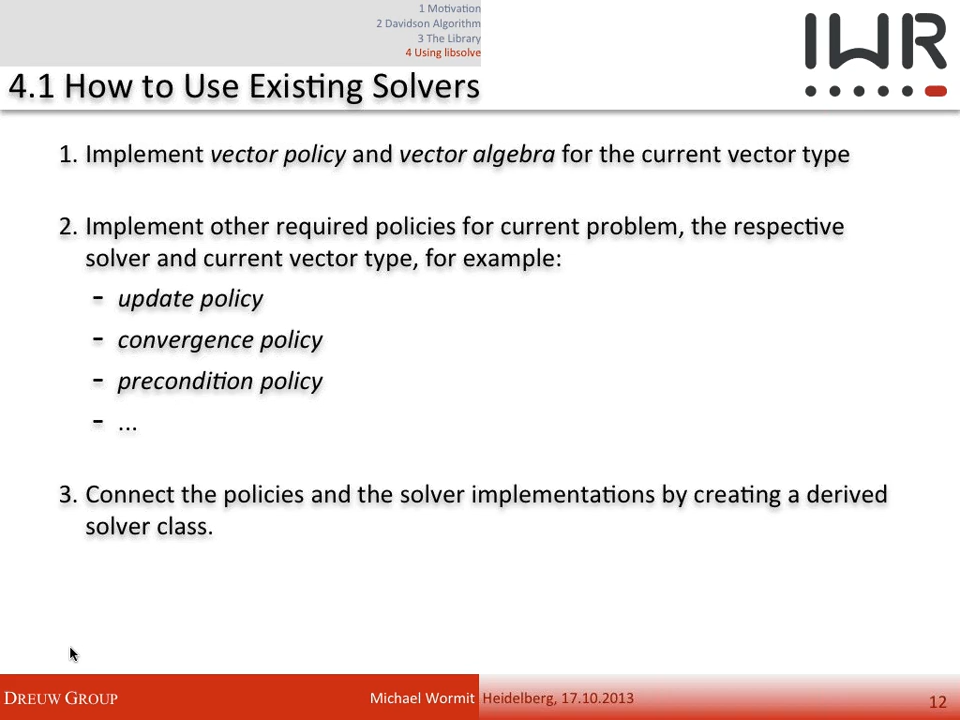 1 Motivation
2 Davidson Algorithm
3 The Library
4 Using libsolve
IWR
4.1 How to Use Existing Solvers
1. Implement vector policy and vector algebra for the current vector type
2. Implement other required policies for current problem, the respective
solver and current vector type, for example:
- update policy
- convergence policy
- precondition policy
- ...
3. Connect the policies and the solver implementations by creating a derived
solver class.
DREUW GROUP
Michael Wormit Heidelberg, 17.10.2013
12